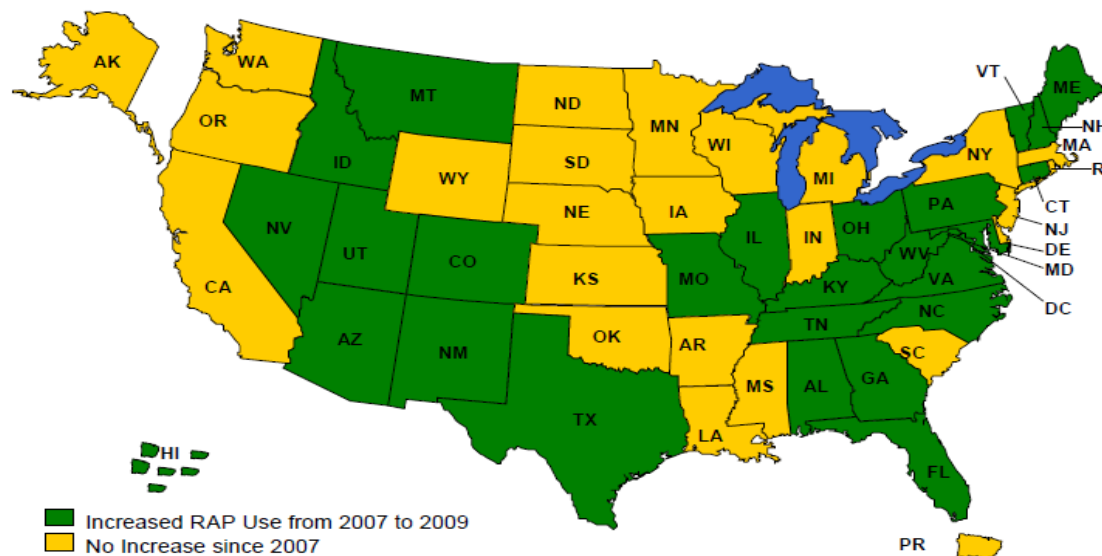 AK
WA
MT
ND
MN
VT
ME
OR
ID
SD
WI
MI
NY
NH
MA
R
WY
NE
IA
PA
CT
NJ
NV
UT
CO
KS
MO
IL
IN
OH
WV
VA
DE
MD
DC
CA
KY
AZ
NM
OK
AR
TN
NC
SC
TX
LA
MS
AL
GA
FL
HI
Increased RAP Use from 2007 to 2009
No Increase since 2007
PR